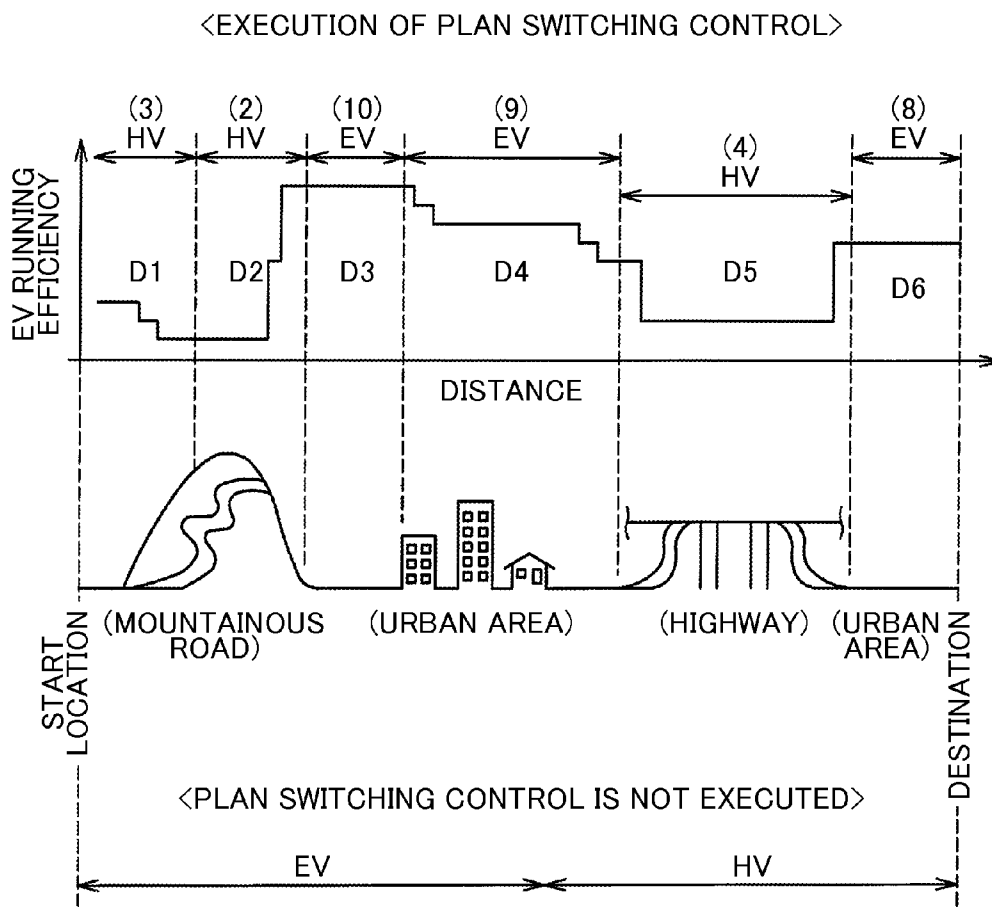 <EXECUTION OF PLAN SWITCHING CONTROL>
(3) (2) (10) (9) (8)
HV HV EV EV EV
(4)
HV
EV RUNNING
EFFICIENCY
D1 D2 D3 D4 D5 D6
DISTANCE
(MOUNTAINOUS
ROAD)
(URBAN AREA)
(HIGHWAY)
(URBAN
AREA)
START
LOCATION
DESTINATION
<PLAN SWITCHING CONTROL IS NOT EXECUTED>
EV HV